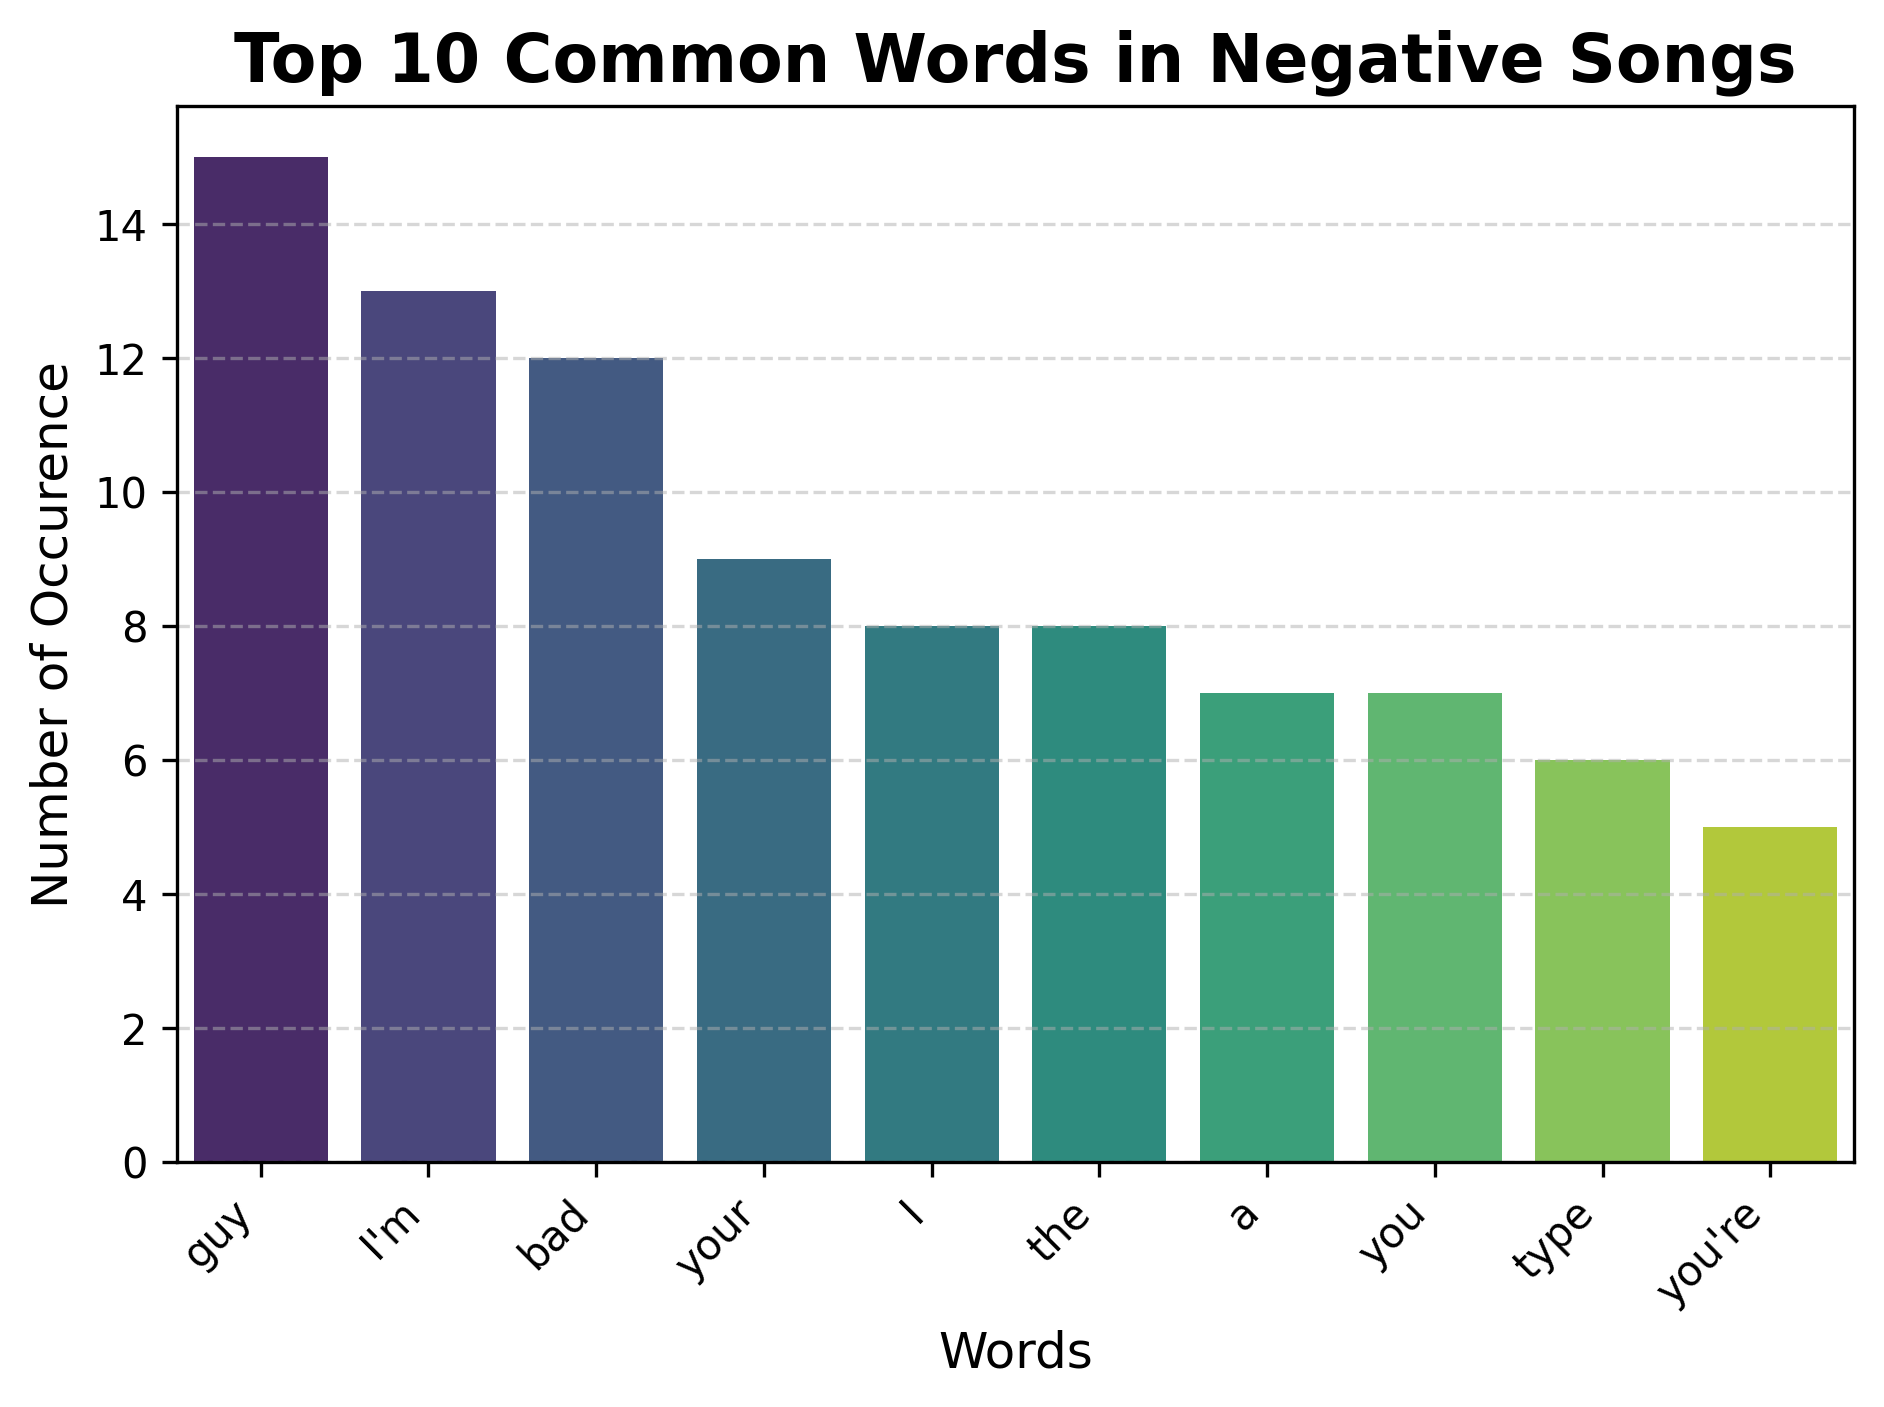 Top 10 Common Words in Negative Songs
Number of Occurence
14
12
10
8
6
4
2
0
guy
I'm
bad
your
I
the
a
you
type
you're
Words